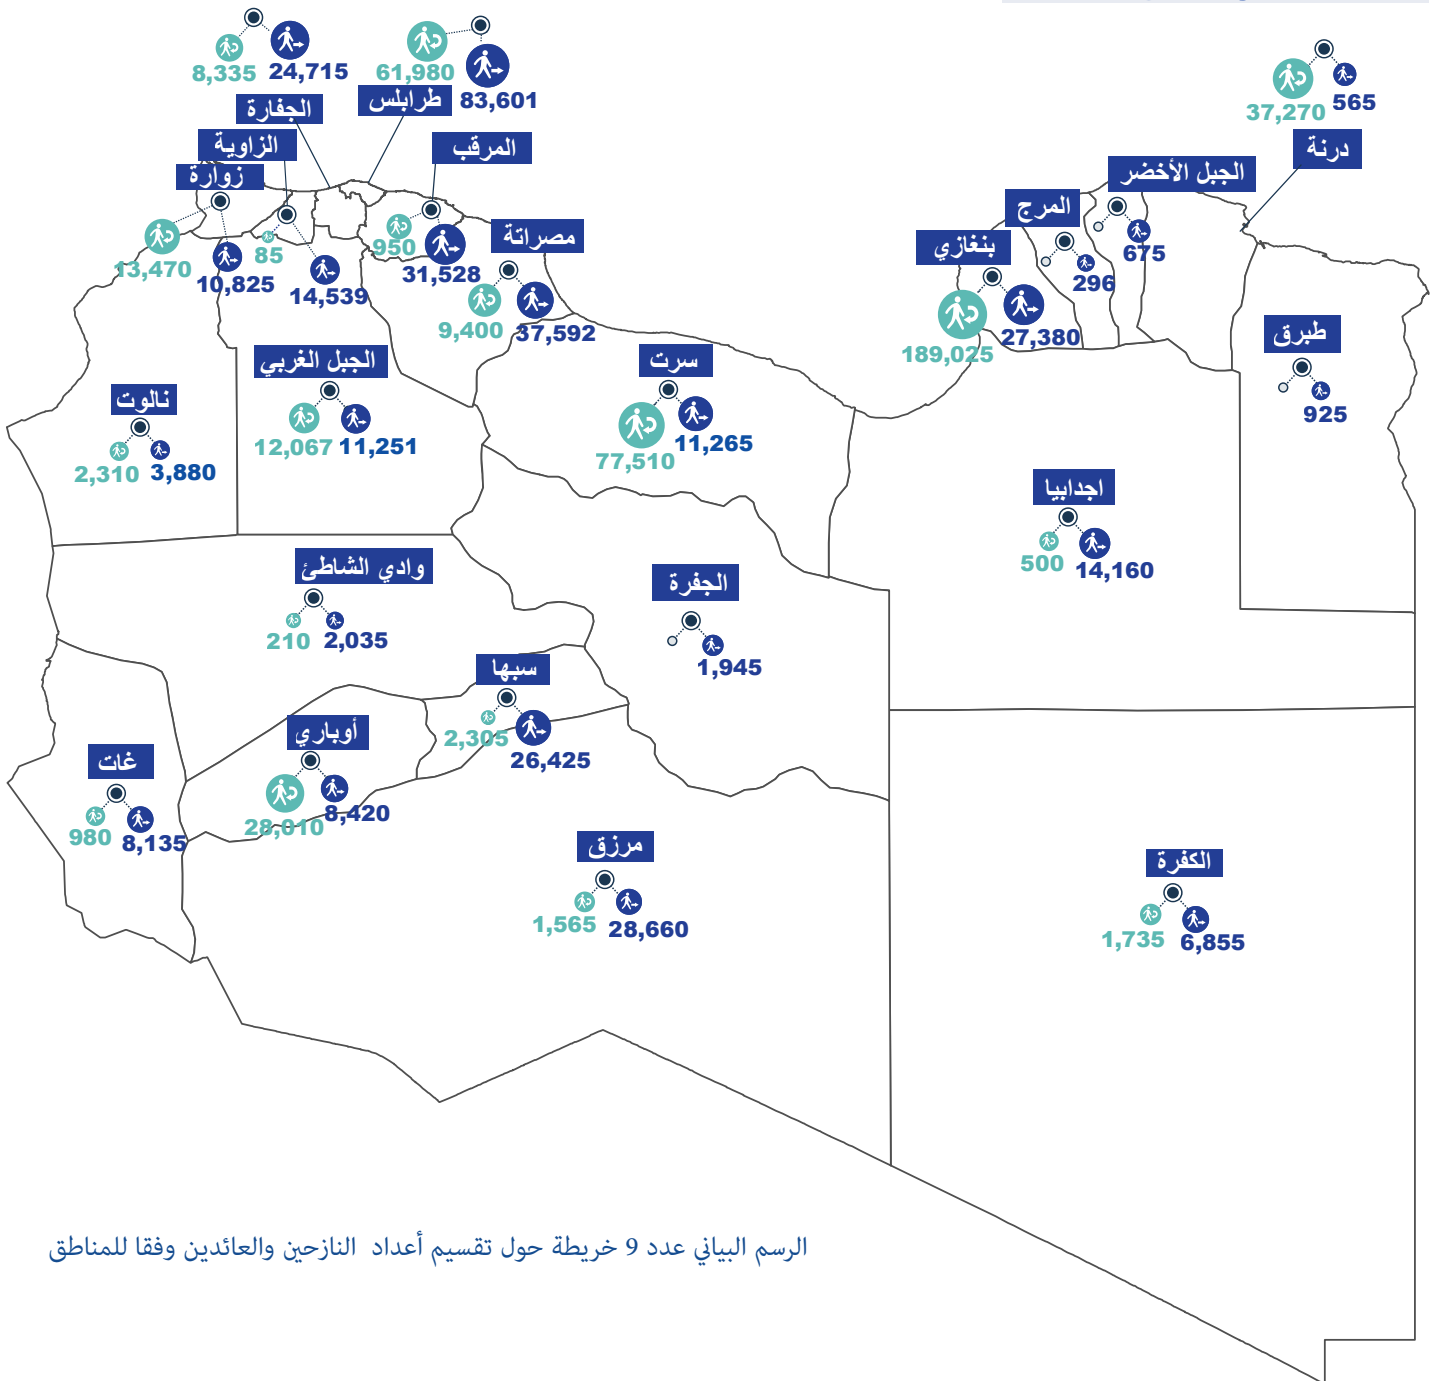 8,335
24,715
61,980
83,601
37,270
565
الجفارة
طرابلس
الزاوية
المرقب
زوارة
درنة
الجبل الأخضر
المرج
مصراتة
بنغازي
13,470
10,825
85
14,539
950
31,528
9,400
37,592
675
296
189,025
27,380
طبرق
925
الجبل الغربي
12,067
11,251
سرت
77,510
11,265
نالوت
2,310
3,880
اجدابيا
500
14,160
وادي الشاطئ
210
2,035
الجفرة
1,945
سبها
2,305
26,425
أوباري
28,010
8,420
غات
980
8,135
مرزق
1,565
28,660
الكفرة
1,735
6,855
الرسم البياني عدد 9 خريطة حول تقسيم أعداد النازحين والعائدين وفقا للمناطق